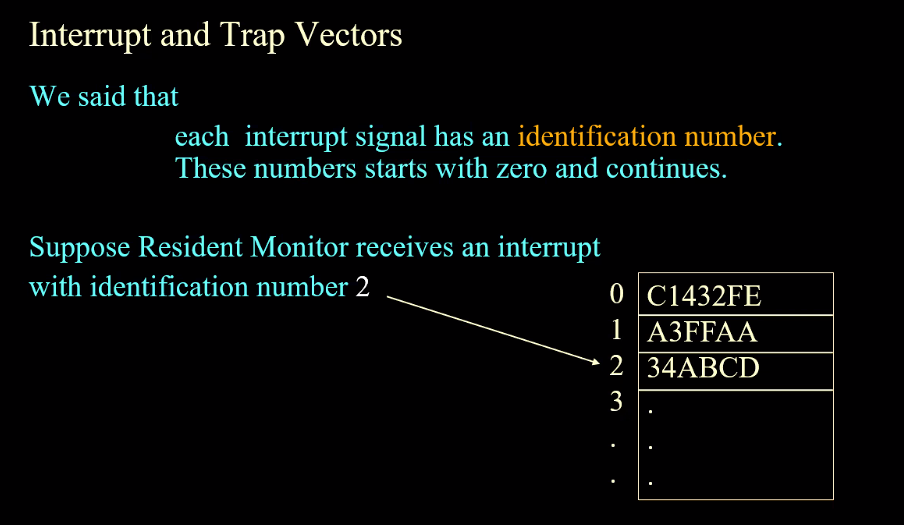 Interrupt and Trap Vectors
We said that
each interrupt signal has an identification number.
These numbers starts with zero and continues.
Suppose Resident Monitor receives an interrupt
with identification number 2
0 C1432FE
1 A3FFAA
2 34ABCD
3 .
. .
. .